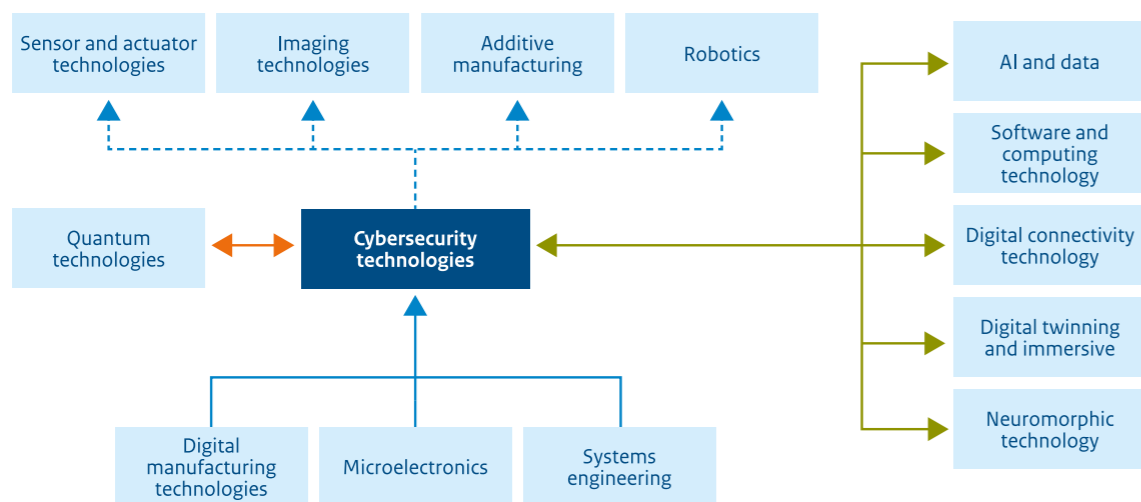 Sensor and actuator
technologies
Imaging
technologies
Additive
manufacturing
Robotics
AI and data
Software and
computing
technology
Quantum
technologies
Cybersecurity
technologies
Digital connectivity
technology
Digital twinning
and immersive
Neuromorphic
technology
Digital
manufacturing
technologies
Microelectronics
Systems
engineering